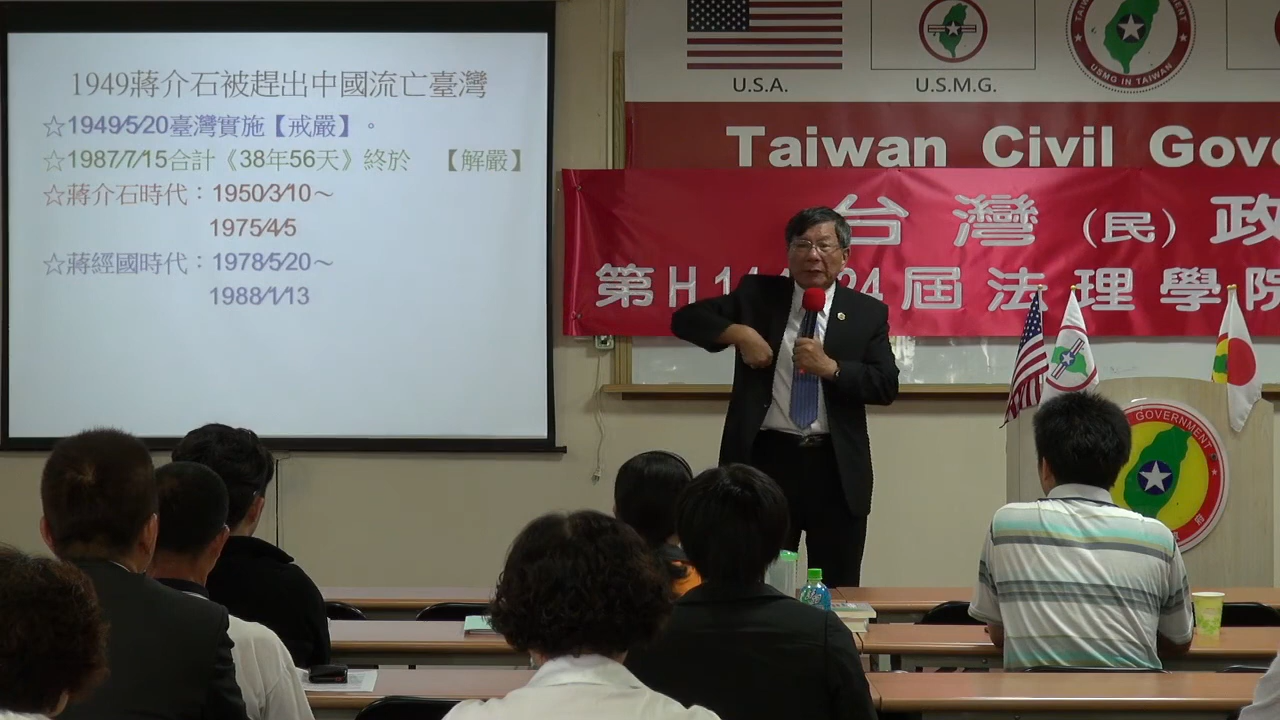 1949蔣介石被趕出中國流亡臺灣
☆1949/5/20臺灣實施【戒嚴】。
☆1987/7/15合計《38年56天》終於 【解嚴】
☆蔣介石時代：1950/3/10～
1975/4/5
☆蔣經國時代：1978/5/20～
1988/1/13
U.S.A.
U.S.M.G.
USMG IN TAIWAN
Taiwan Civil Gove
台灣（民）政
第H14 24屆法理學院
GOVERNMENT